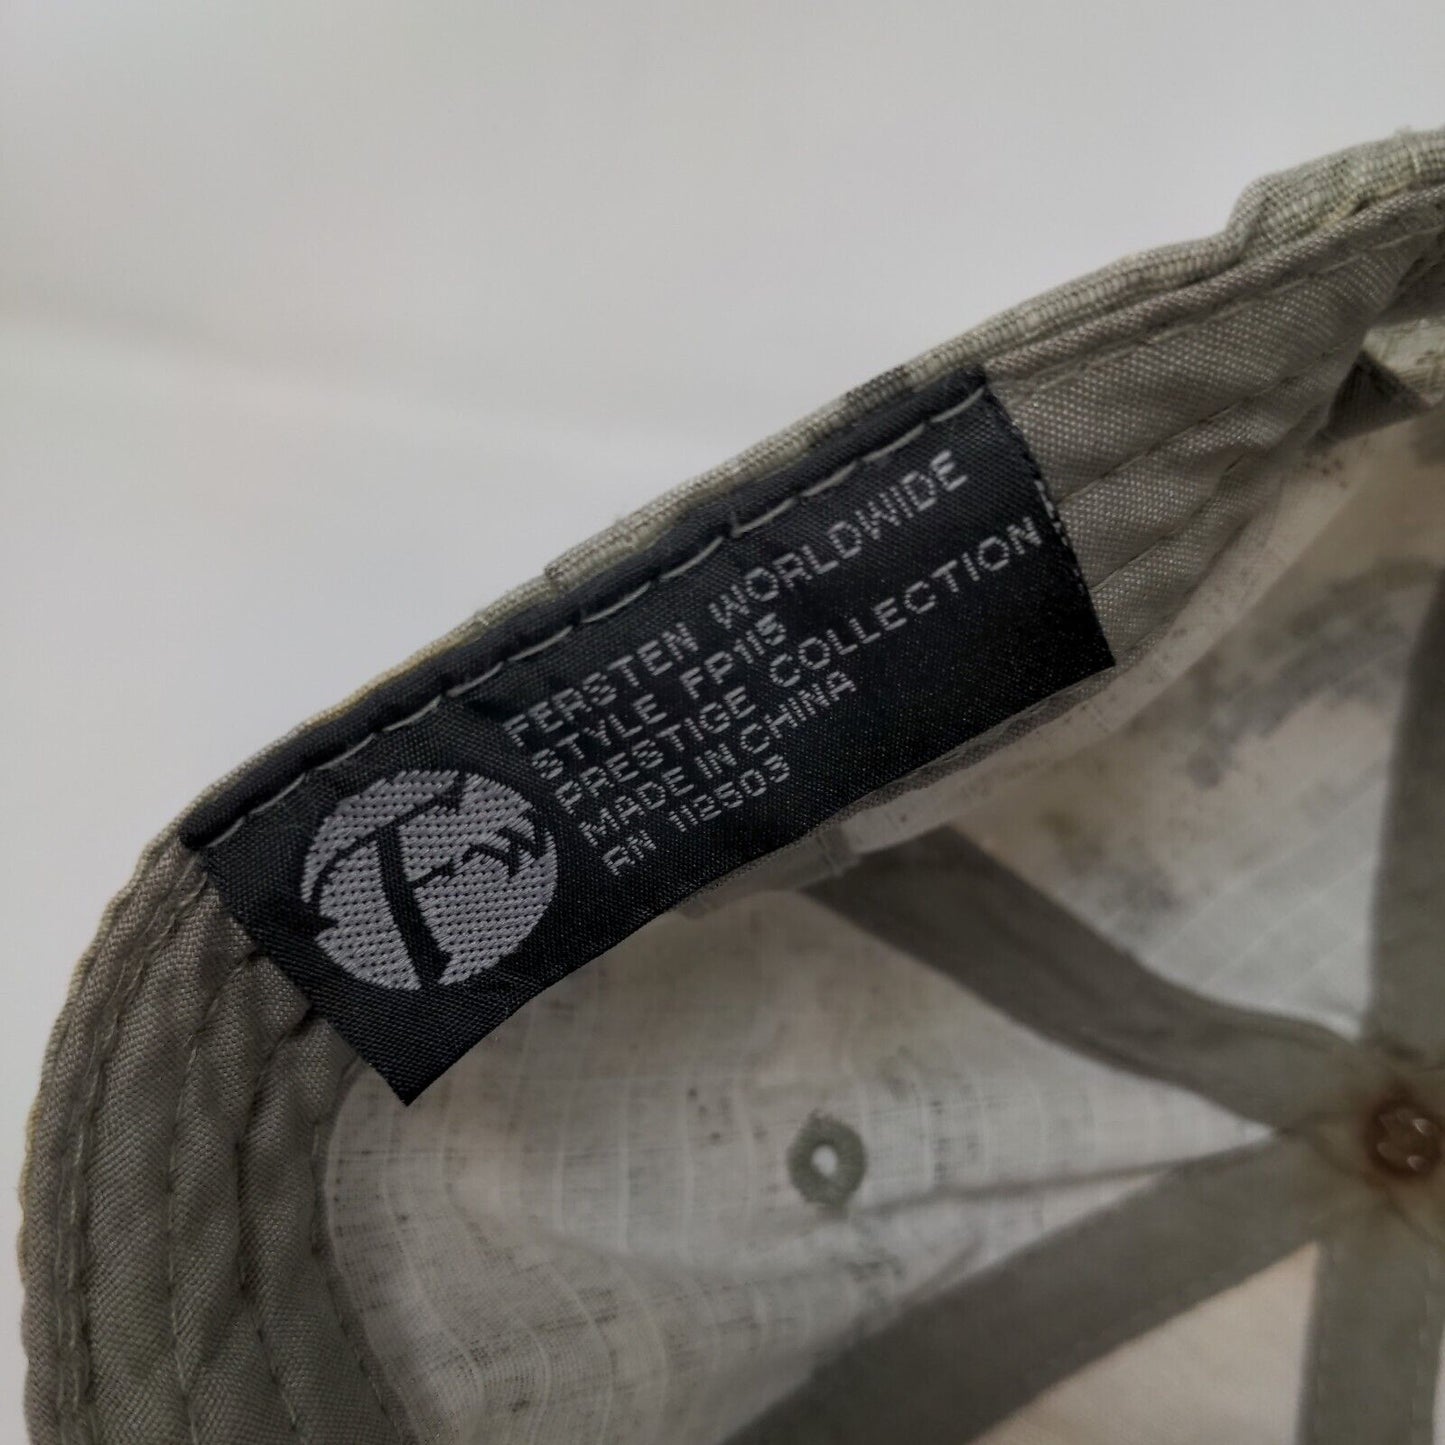 FERSTEN WORLDWIDE
STYLE FP115
PRESTIGE COLLECTION
MADE IN CHINA
RN 112503